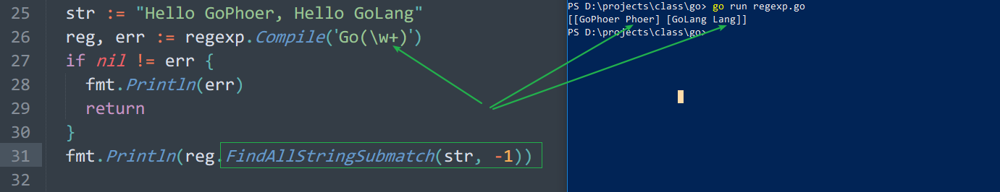 25 str := "Hello GoPhoer, Hello GoLang"
26 reg, err := regexp.Compile(`Go(\w+)`)
27 if nil != err {
28 fmt.Println(err)
29 return
30 }
31 fmt.Println(reg.FindAllStringSubmatch(str, -1))
32
PS D:\projects\class\go> go run regexp.go
[[GoPhoer Phoer] [GoLang Lang]]
PS D:\projects\class\go>